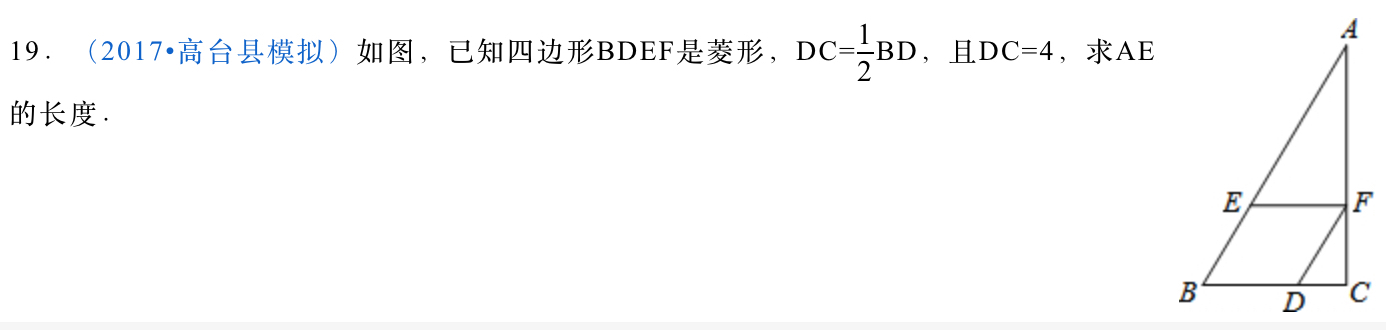 19. （2017•高台县模拟）如图，已知四边形BDEF是菱形，DC=1/2BD，且DC=4，求AE
的长度．
A
E
F
B
D
C